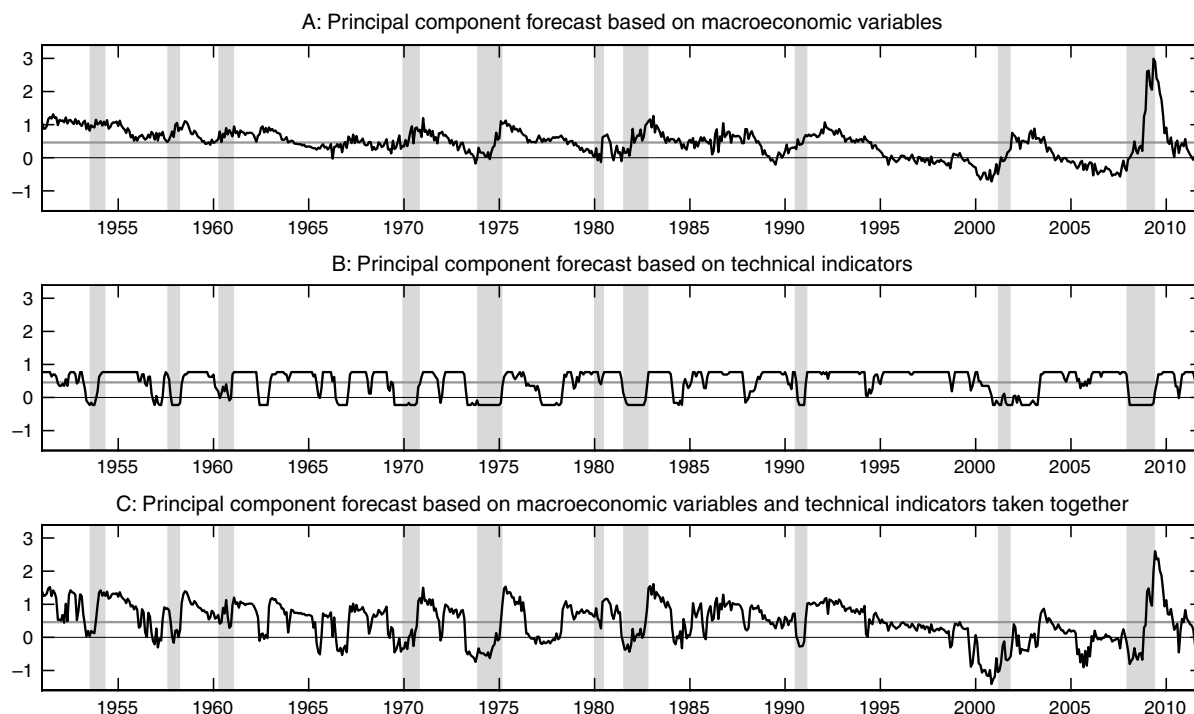 A: Principal component forecast based on macroeconomic variables
3
2
1
0
−1
1955 1960 1965 1970 1975 1980 1985 1990 1995 2000 2005 2010
B: Principal component forecast based on technical indicators
3
2
1
0
−1
1955 1960 1965 1970 1975 1980 1985 1990 1995 2000 2005 2010
C: Principal component forecast based on macroeconomic variables and technical indicators taken together
3
2
1
0
−1
1955 1960 1965 1970 1975 1980 1985 1990 1995 2000 2005 2010